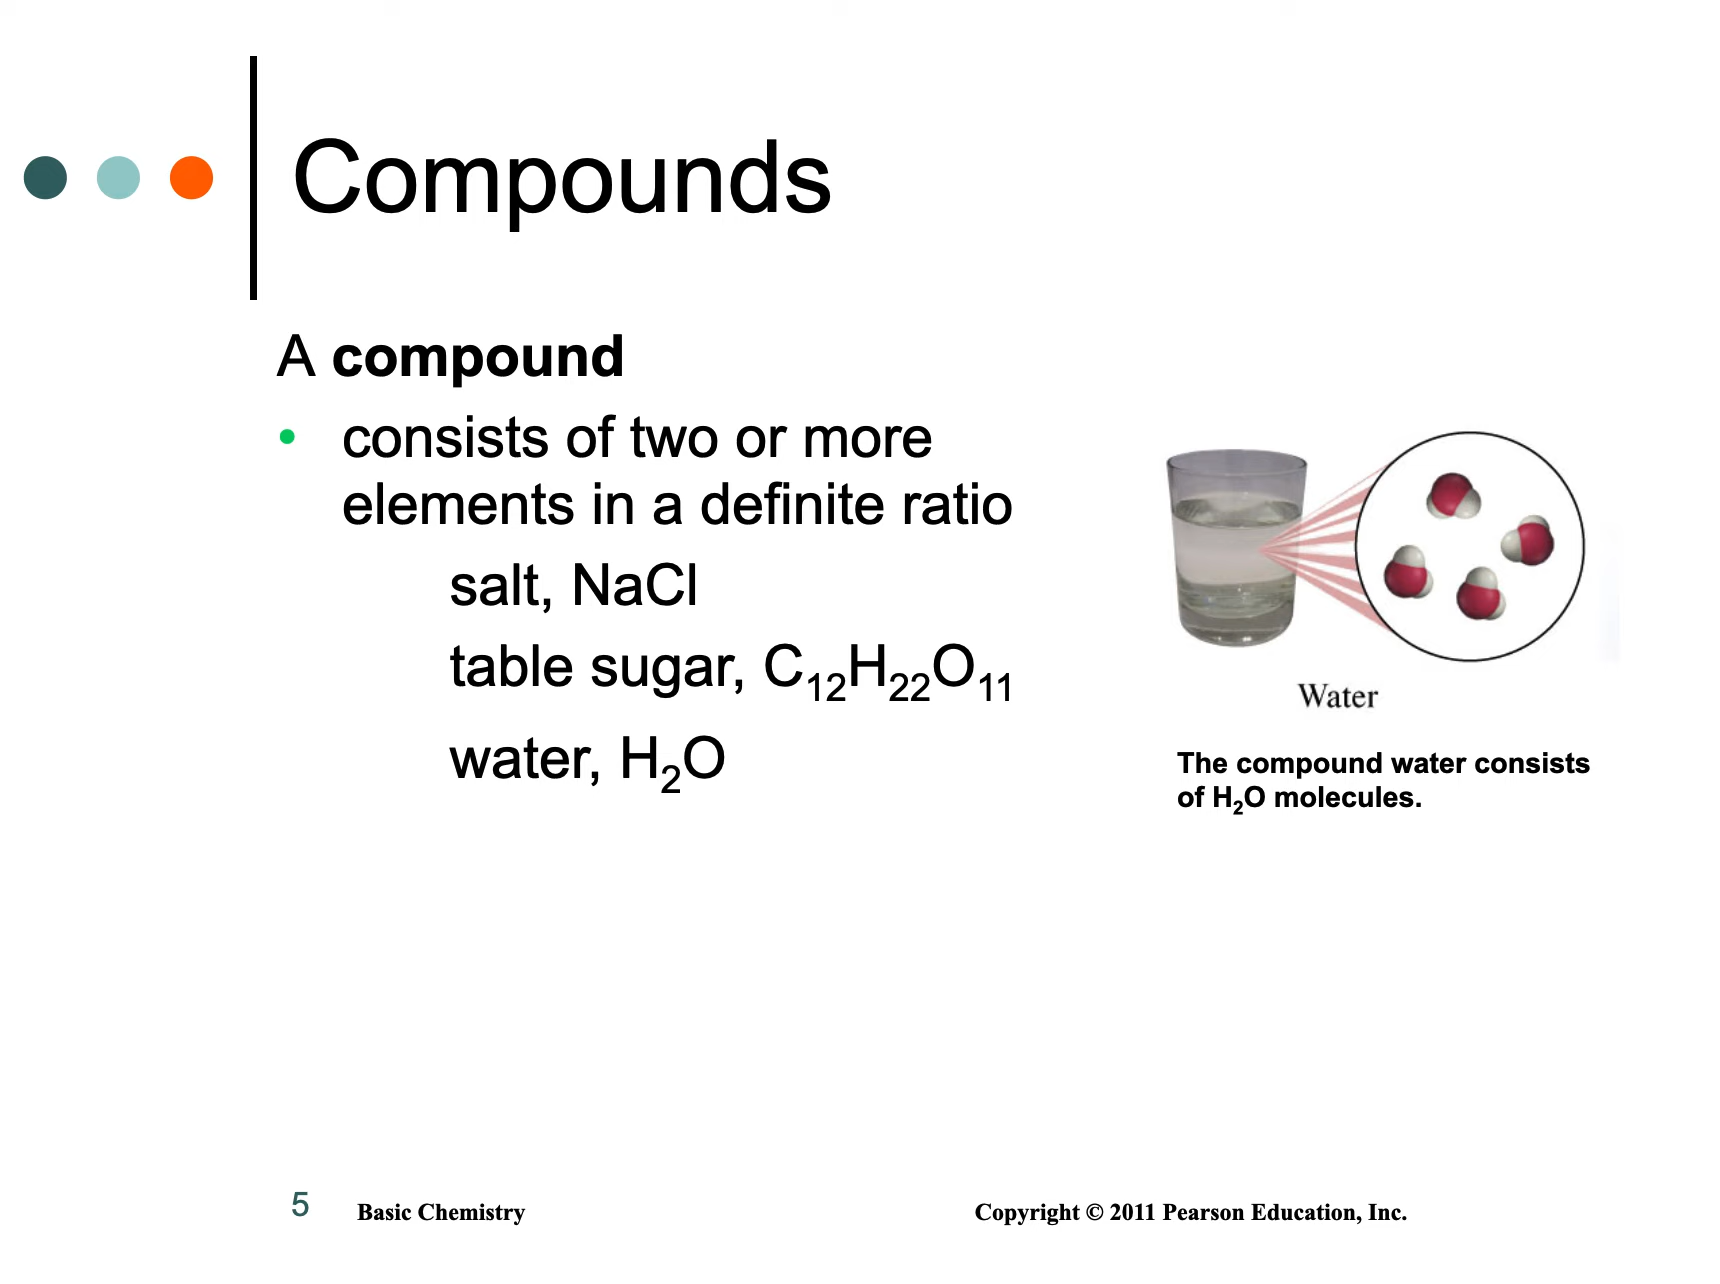 Compounds
A compound
• consists of two or more
elements in a definite ratio
salt, NaCl
table sugar, C₁₂H₂₂O₁₁
water, H₂O
Water
The compound water consists
of H₂O molecules.
5 Basic Chemistry Copyright © 2011 Pearson Education, Inc.